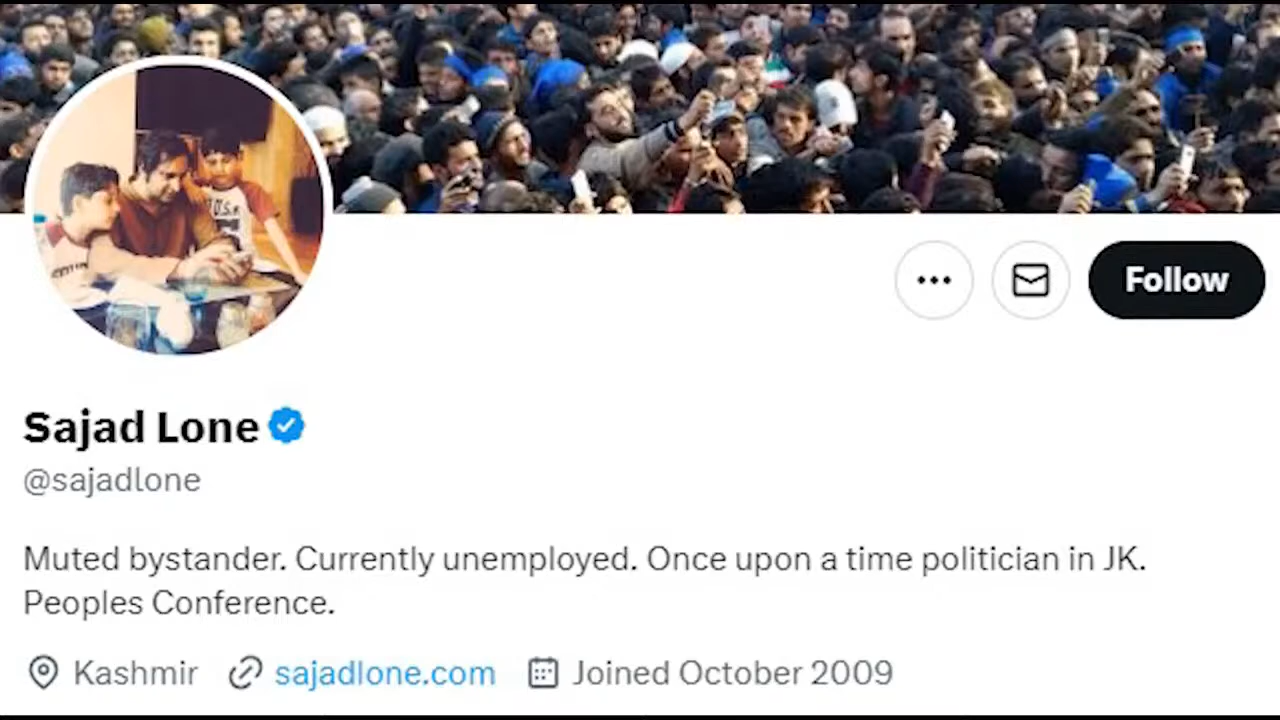 Follow
Sajad Lone
@sajadlone
Muted bystander. Currently unemployed. Once upon a time politician in JK.
Peoples Conference.
Kashmir sajadlone.com Joined October 2009